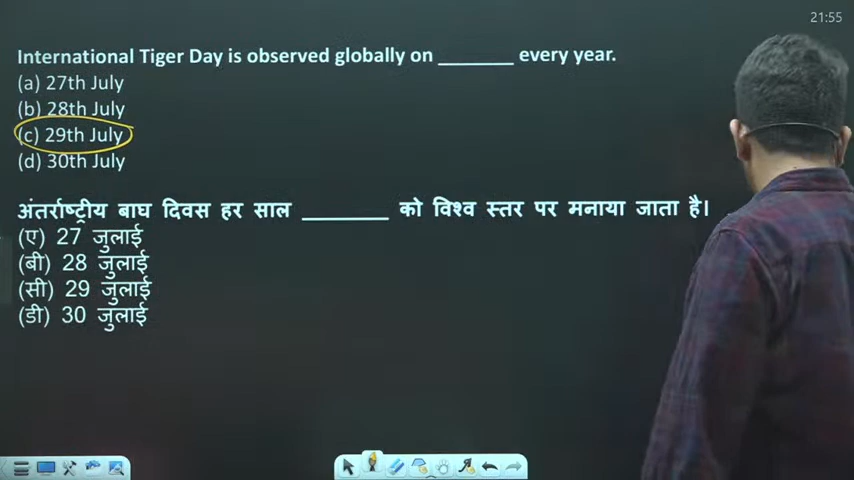 21:55
International Tiger Day is observed globally on ________ every year.
(a) 27th July
(b) 28th July
(c) 29th July
(d) 30th July
अंतर्राष्ट्रीय बाघ दिवस हर साल ________ को विश्व स्तर पर मनाया जाता है।
(ए) 27 जुलाई
(बी) 28 जुलाई
(सी) 29 जुलाई
(डी) 30 जुलाई